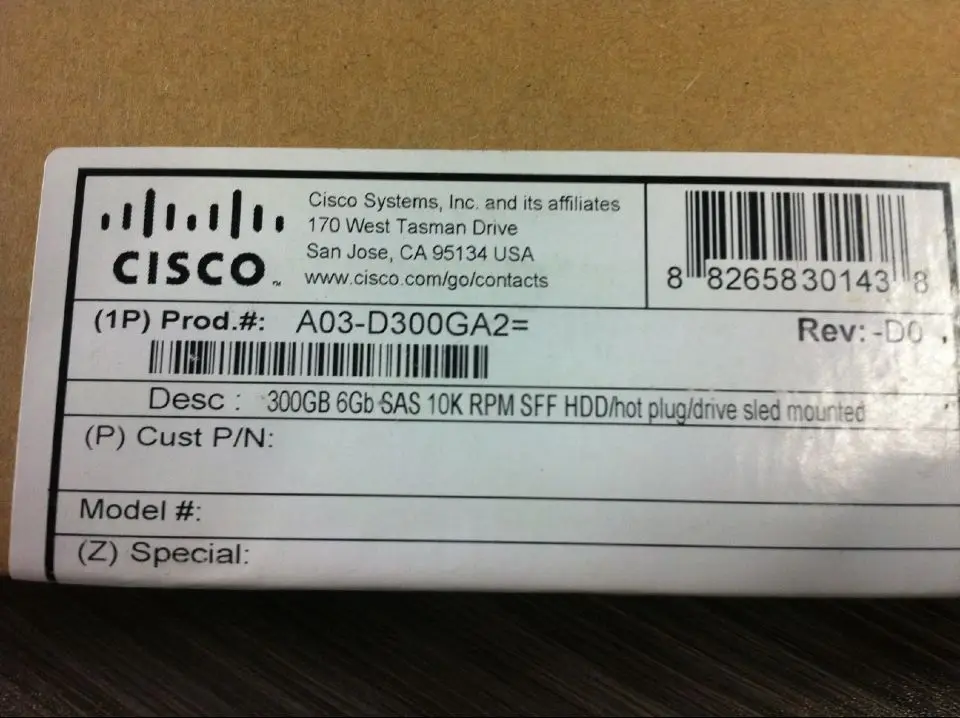 CISCO™
Cisco Systems, Inc. and its affiliates
170 West Tasman Drive
San Jose, CA 95134 USA
www.cisco.com/go/contacts
8 8265830143 8
(1P) Prod.#: A03-D300GA2=
Rev: -D0
Desc : 300GB 6Gb SAS 10K RPM SFF HDD/hot plug/drive sled mounted
(P) Cust P/N:
Model #:
(Z) Special: